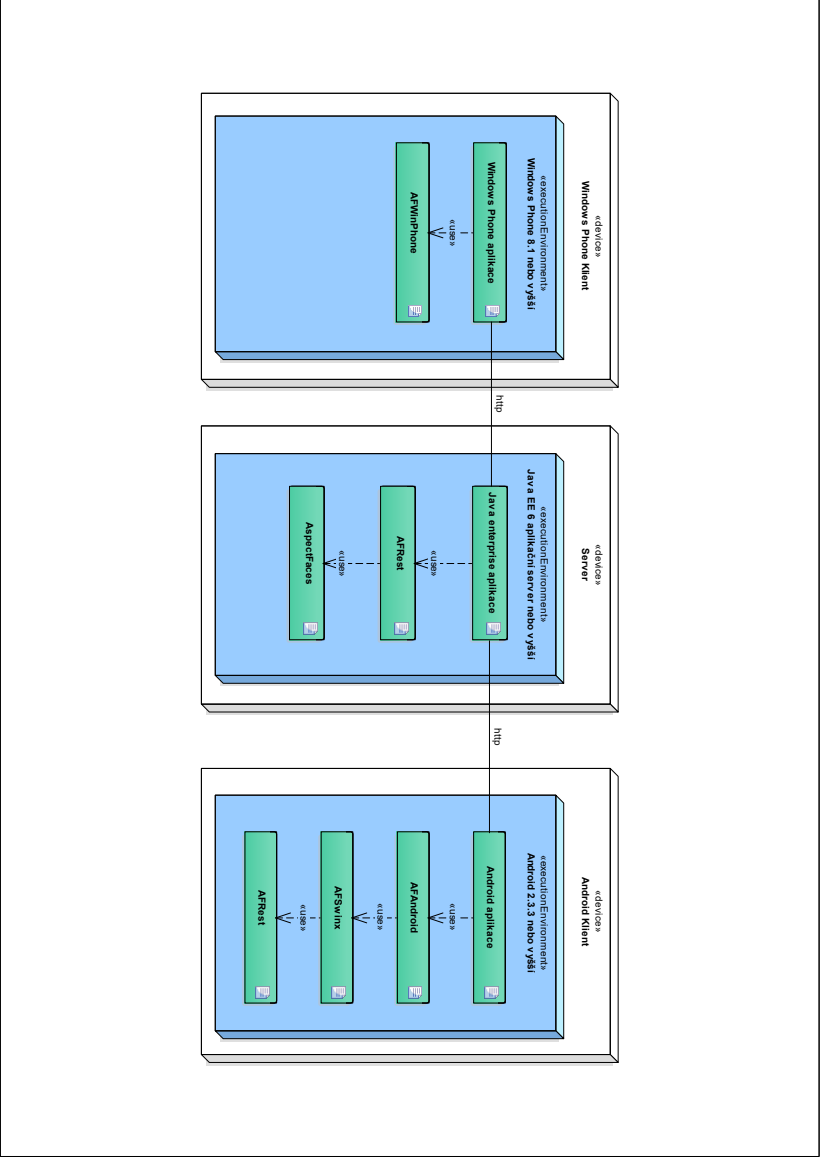 «device»
Windows Phone Klient
«executionEnvironment»
Windows Phone 8.1 nebo vyšší
Windows Phone aplikace
«use»
AFWinPhone
http
«device»
Server
«executionEnvironment»
Java EE 6 aplikační server nebo vyšší
Java enterprise aplikace
«use»
AFRest
«use»
AspectFaces
http
«device»
Android Klient
«executionEnvironment»
Android 2.3.3 nebo vyšší
Android aplikace
«use»
AFAndroid
«use»
AFSwinx
«use»
AFRest